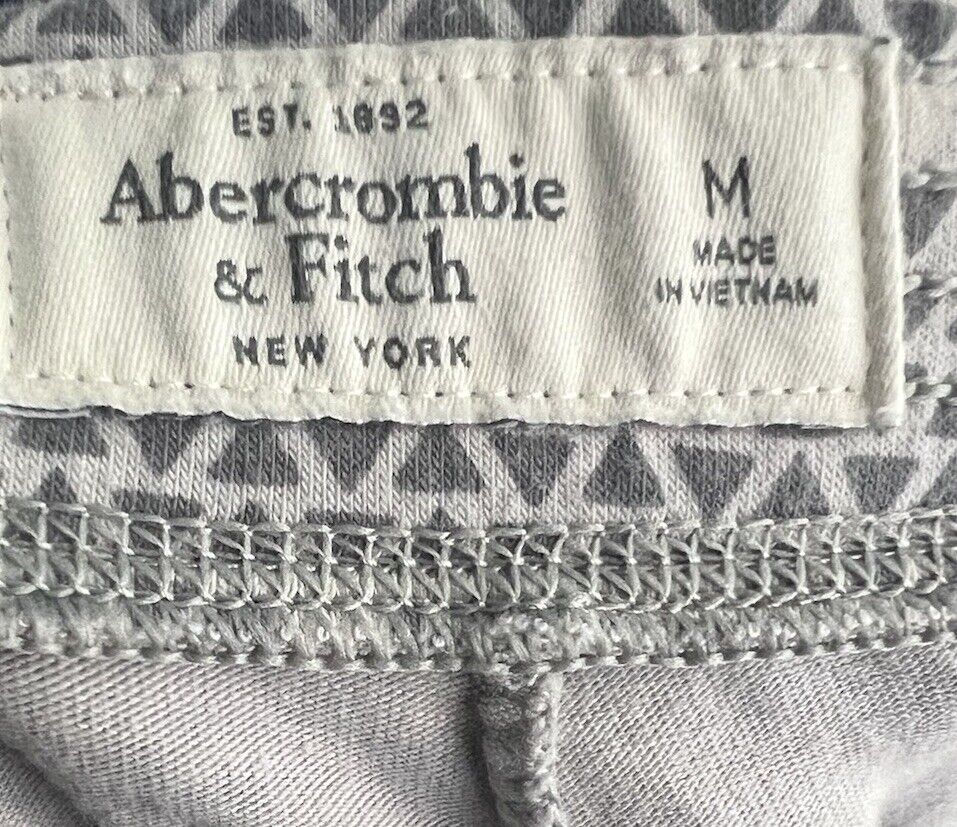 EST. 1892
Abercrombie
& Fitch
NEW YORK
M
MADE
IN VIETNAM